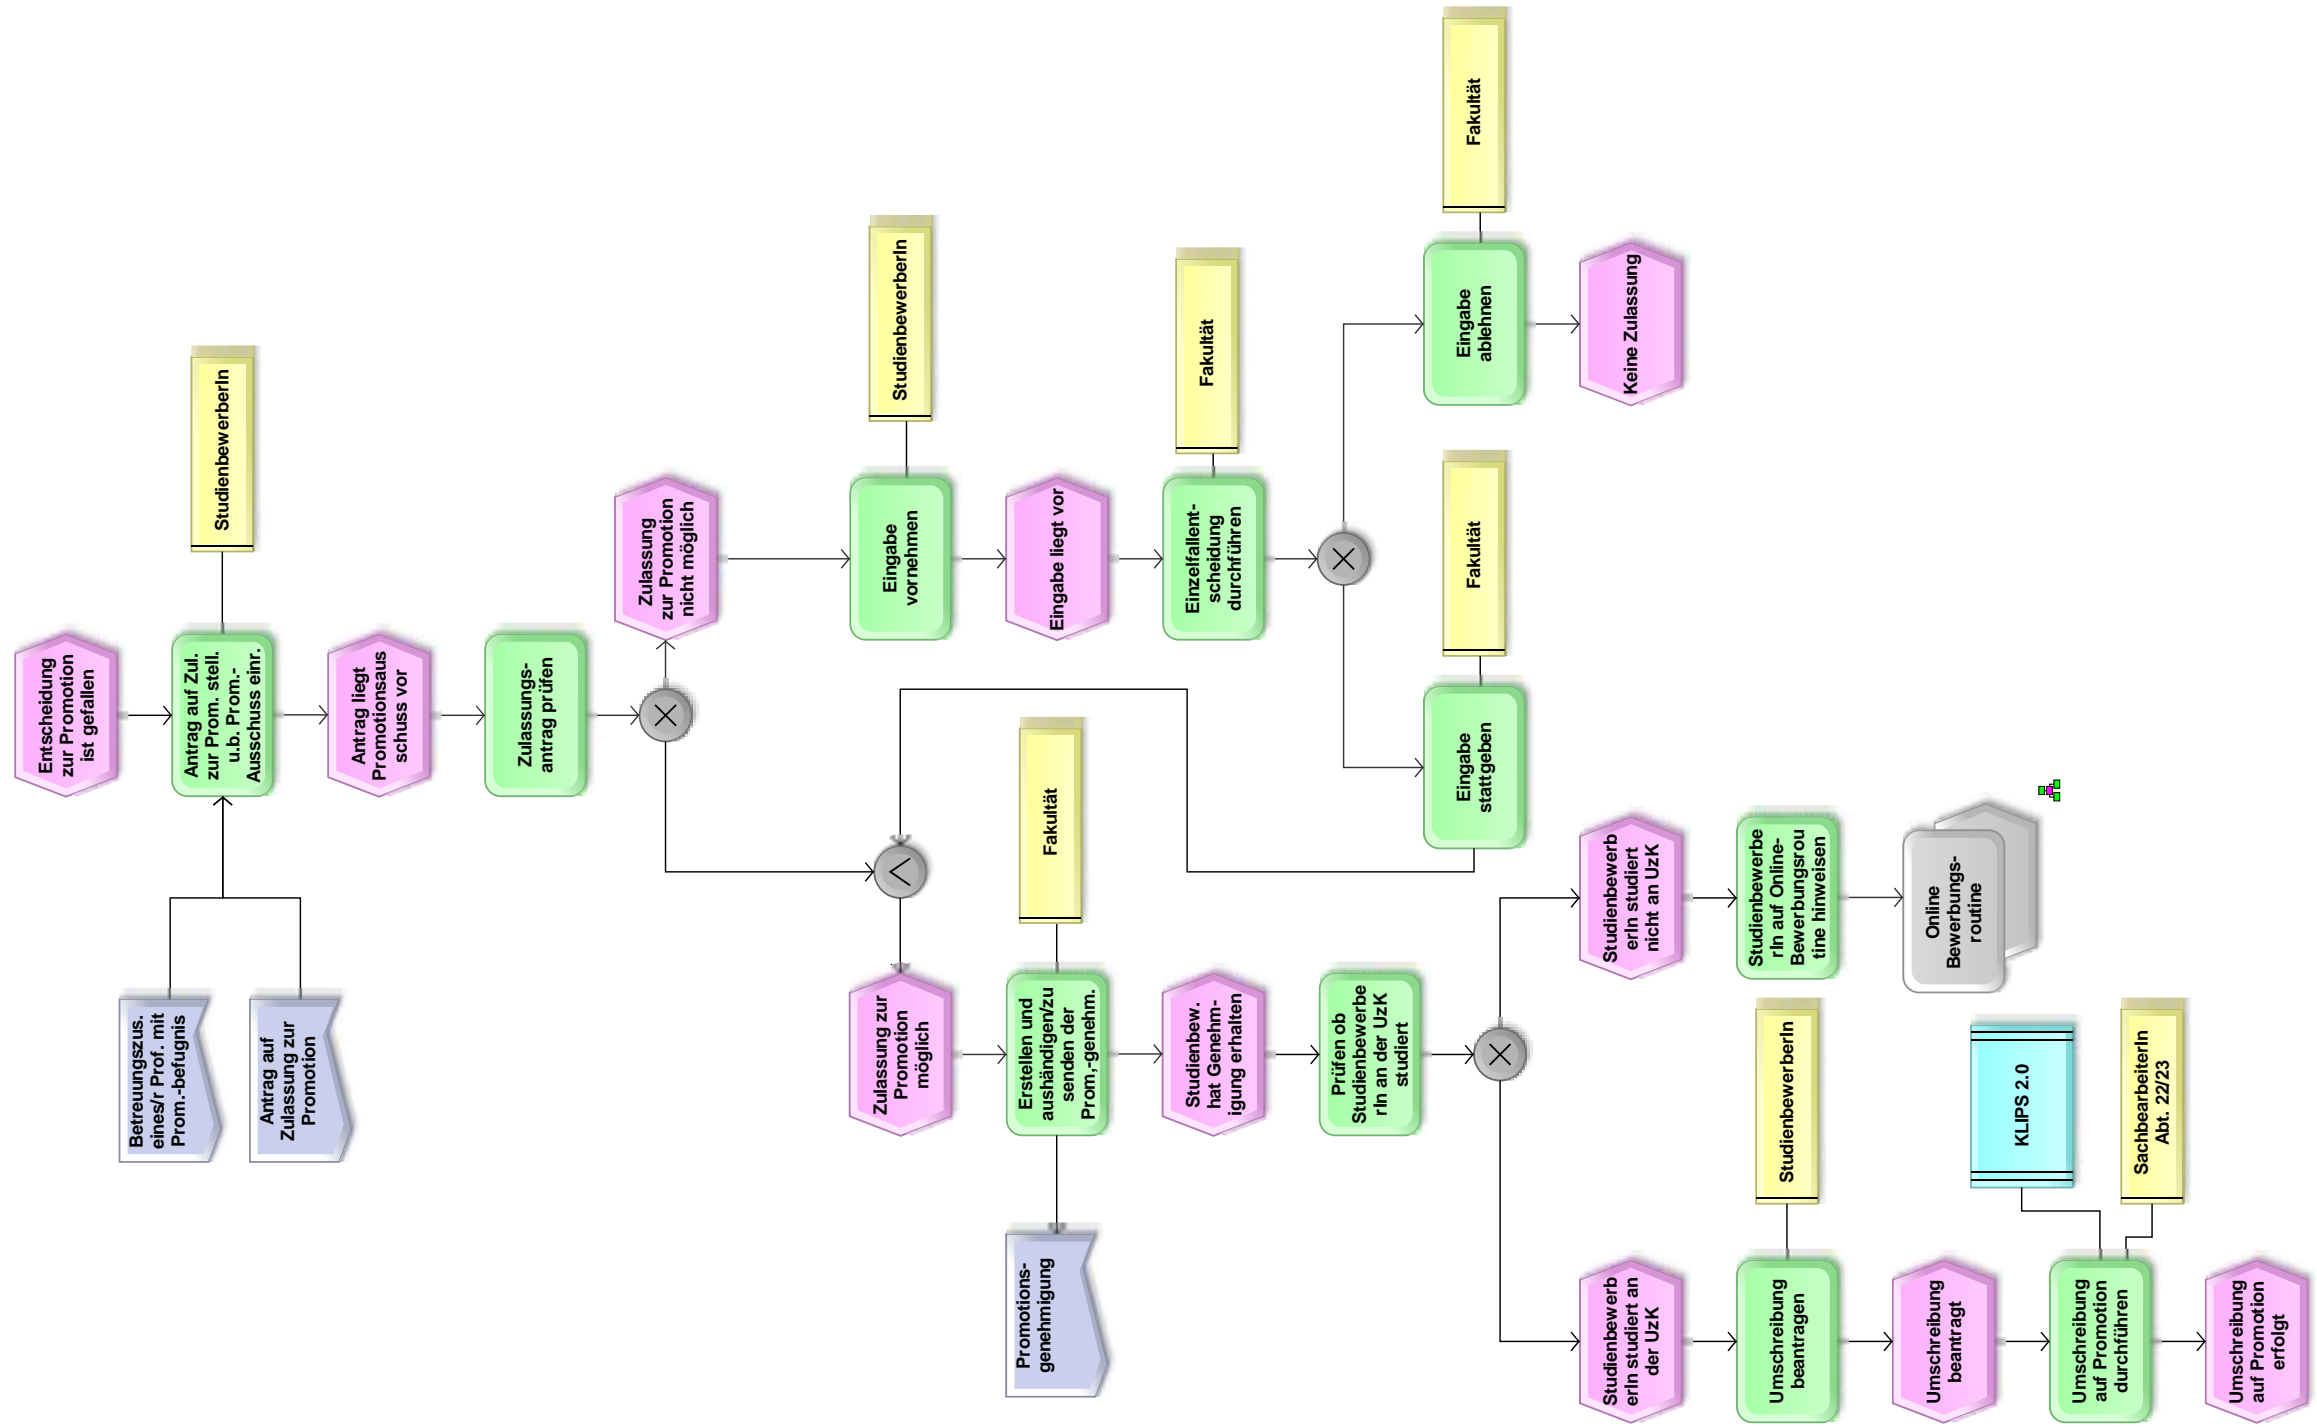 Entscheidung
zur Promotion
ist gefallen
StudienbewerberIn
Antrag auf Zul.
zur Prom. stell.
u.b. Prom.-
Ausschuss einr.
Betreuungszus.
eines/r Prof. mit
Prom.-befugnis
Antrag auf
Zulassung zur
Promotion
Antrag liegt
Promotionsaus
schuss vor
Zulassungs-
antrag prüfen
Zulassung
zur Promotion
nicht möglich
StudienbewerberIn
Eingabe
vornehmen
Eingabe liegt vor
Fakultät
Einzelfallent-
scheidung
durchführen
Fakultät
Eingabe
ablehnen
Keine Zulassung
Fakultät
Eingabe
stattgeben
Zulassung zur
Promotion
möglich
Fakultät
Erstellen und
aushändigen/zu
senden der
Prom,-genehm.
Promotions-
genehmigung
Studienbew.
hat Genehm-
igung erhalten
Prüfen ob
Studienbewerbe
rIn an der UzK
studiert
Studienbewerb
erIn studiert
nicht an UzK
Studienbewerbe
rIn auf Online-
Bewerbungsrou
tine hinweisen
Online
Bewerbungs-
routine
Studienbewerb
erIn studiert an
der UzK
StudienbewerberIn
Umschreibung
beantragen
Umschreibung
beantragt
KLIPS 2.0
SachbearbeiterIn
Abt. 22/23
Umschreibung
auf Promotion
durchführen
Umschreibung
auf Promotion
erfolgt